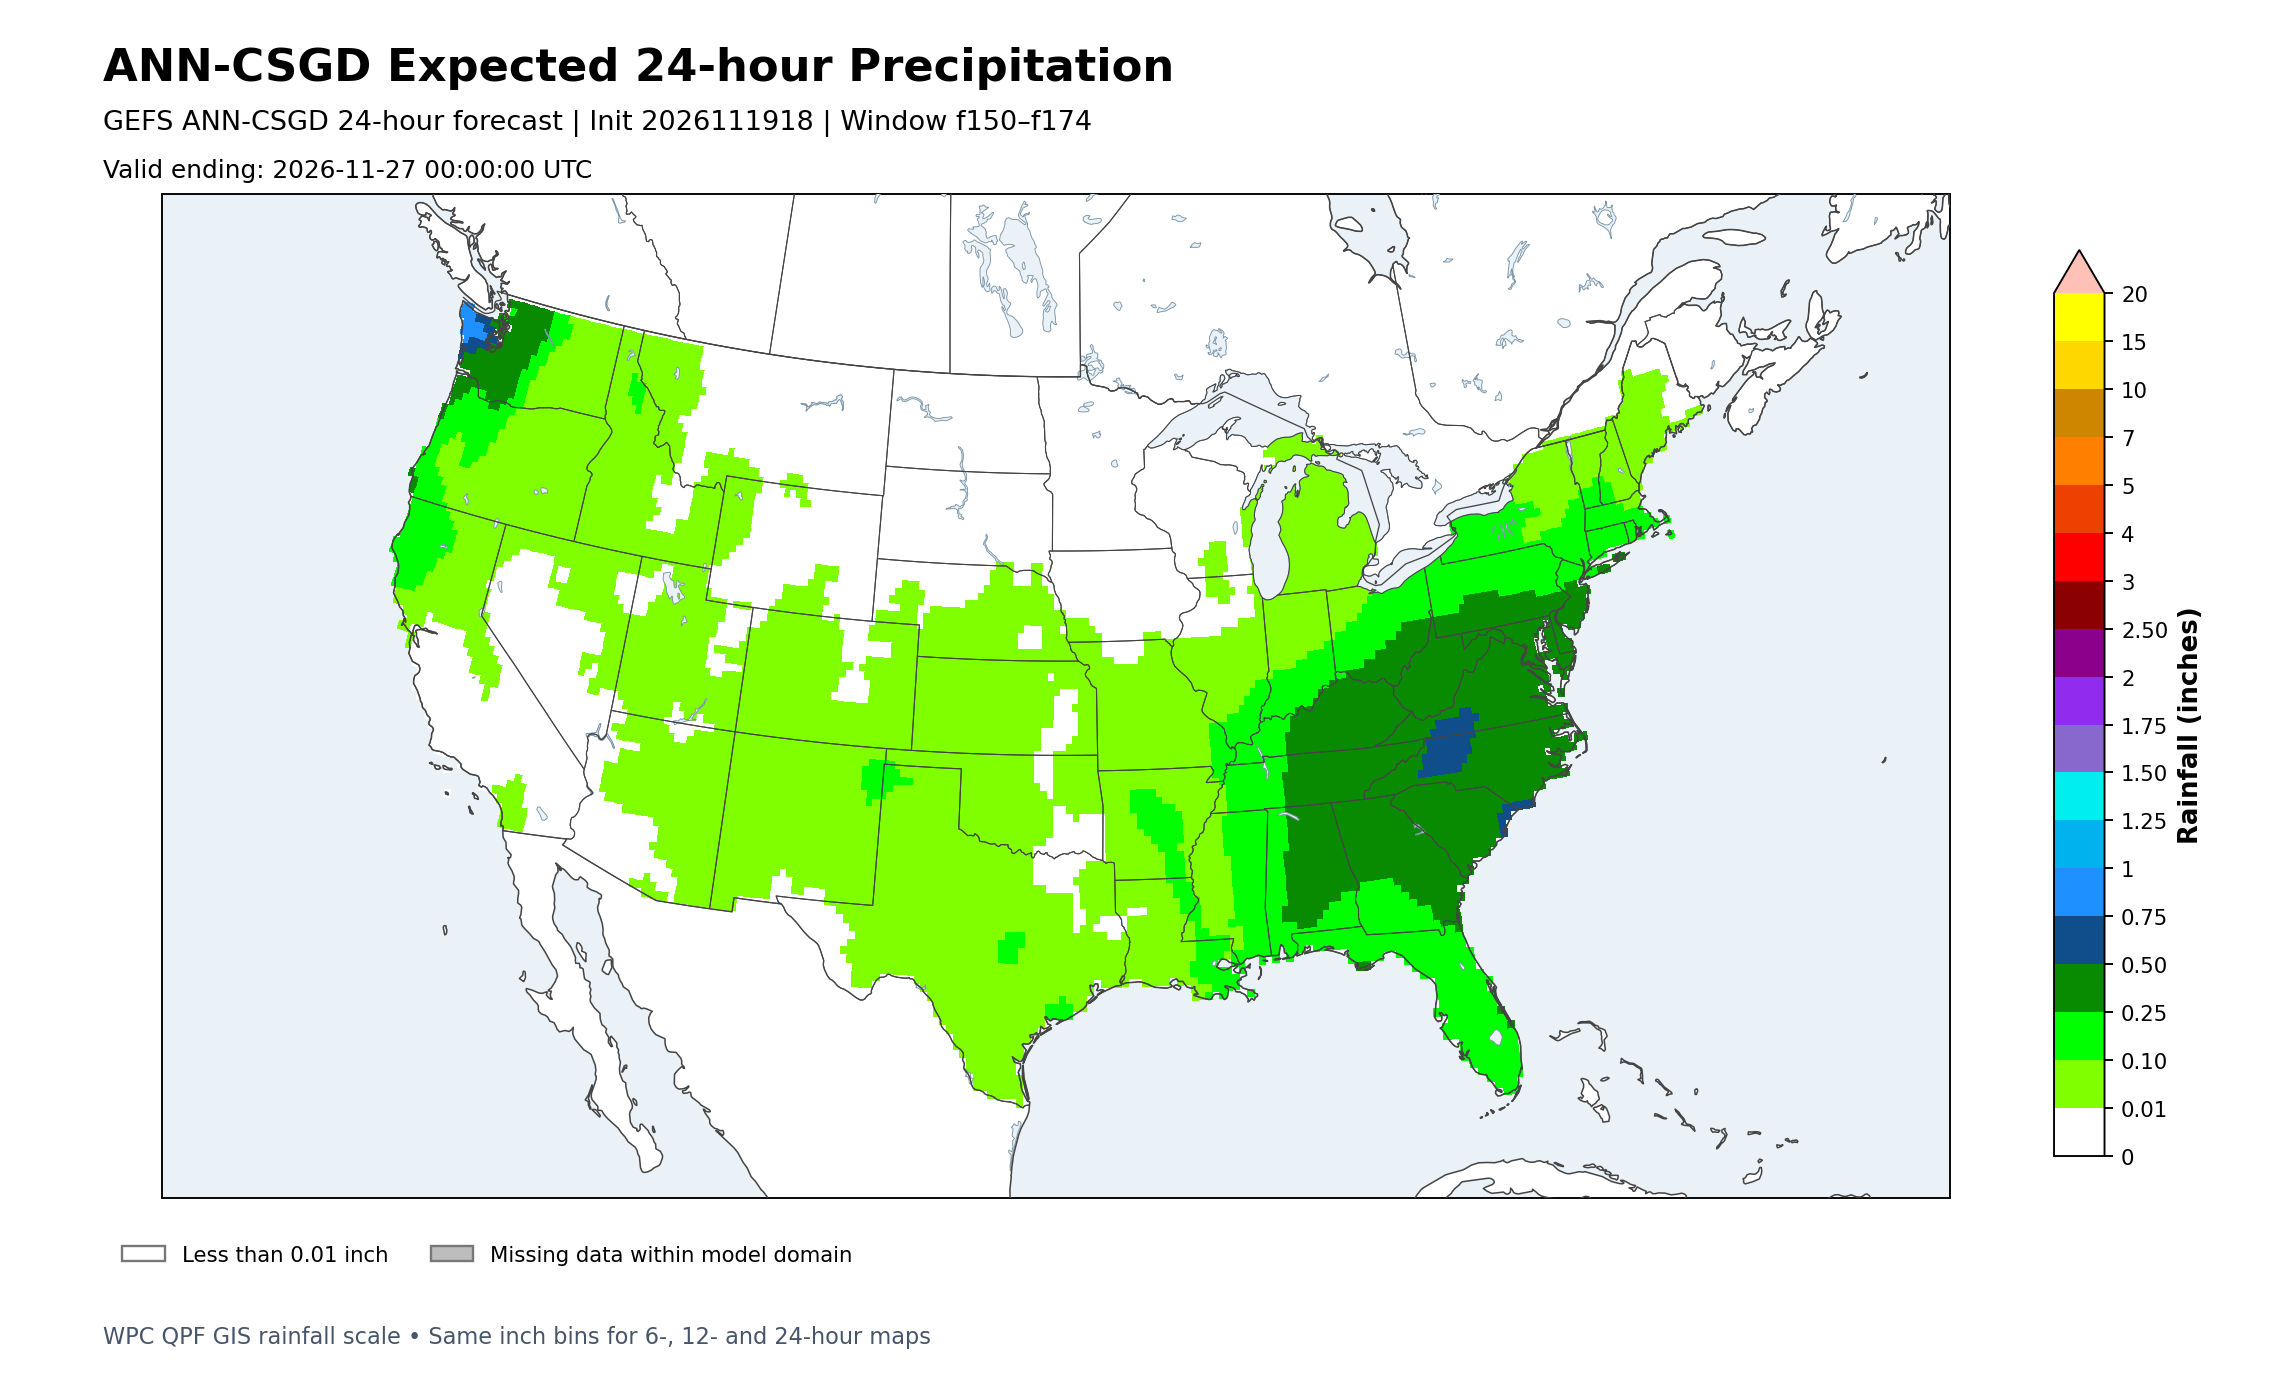 ANN-CSGD Expected 24-hour Precipitation
GEFS ANN-CSGD 24-hour forecast | Init 2026111918 | Window f150–f174
Valid ending: 2026-11-27 00:00:00 UTC
20
15
10
7
5
4
3
2.50
2
1.75
1.50
1.25
1
0.75
0.50
0.25
0.10
0.01
0
Rainfall (inches)
Less than 0.01 inch
Missing data within model domain
WPC QPF GIS rainfall scale • Same inch bins for 6-, 12- and 24-hour maps